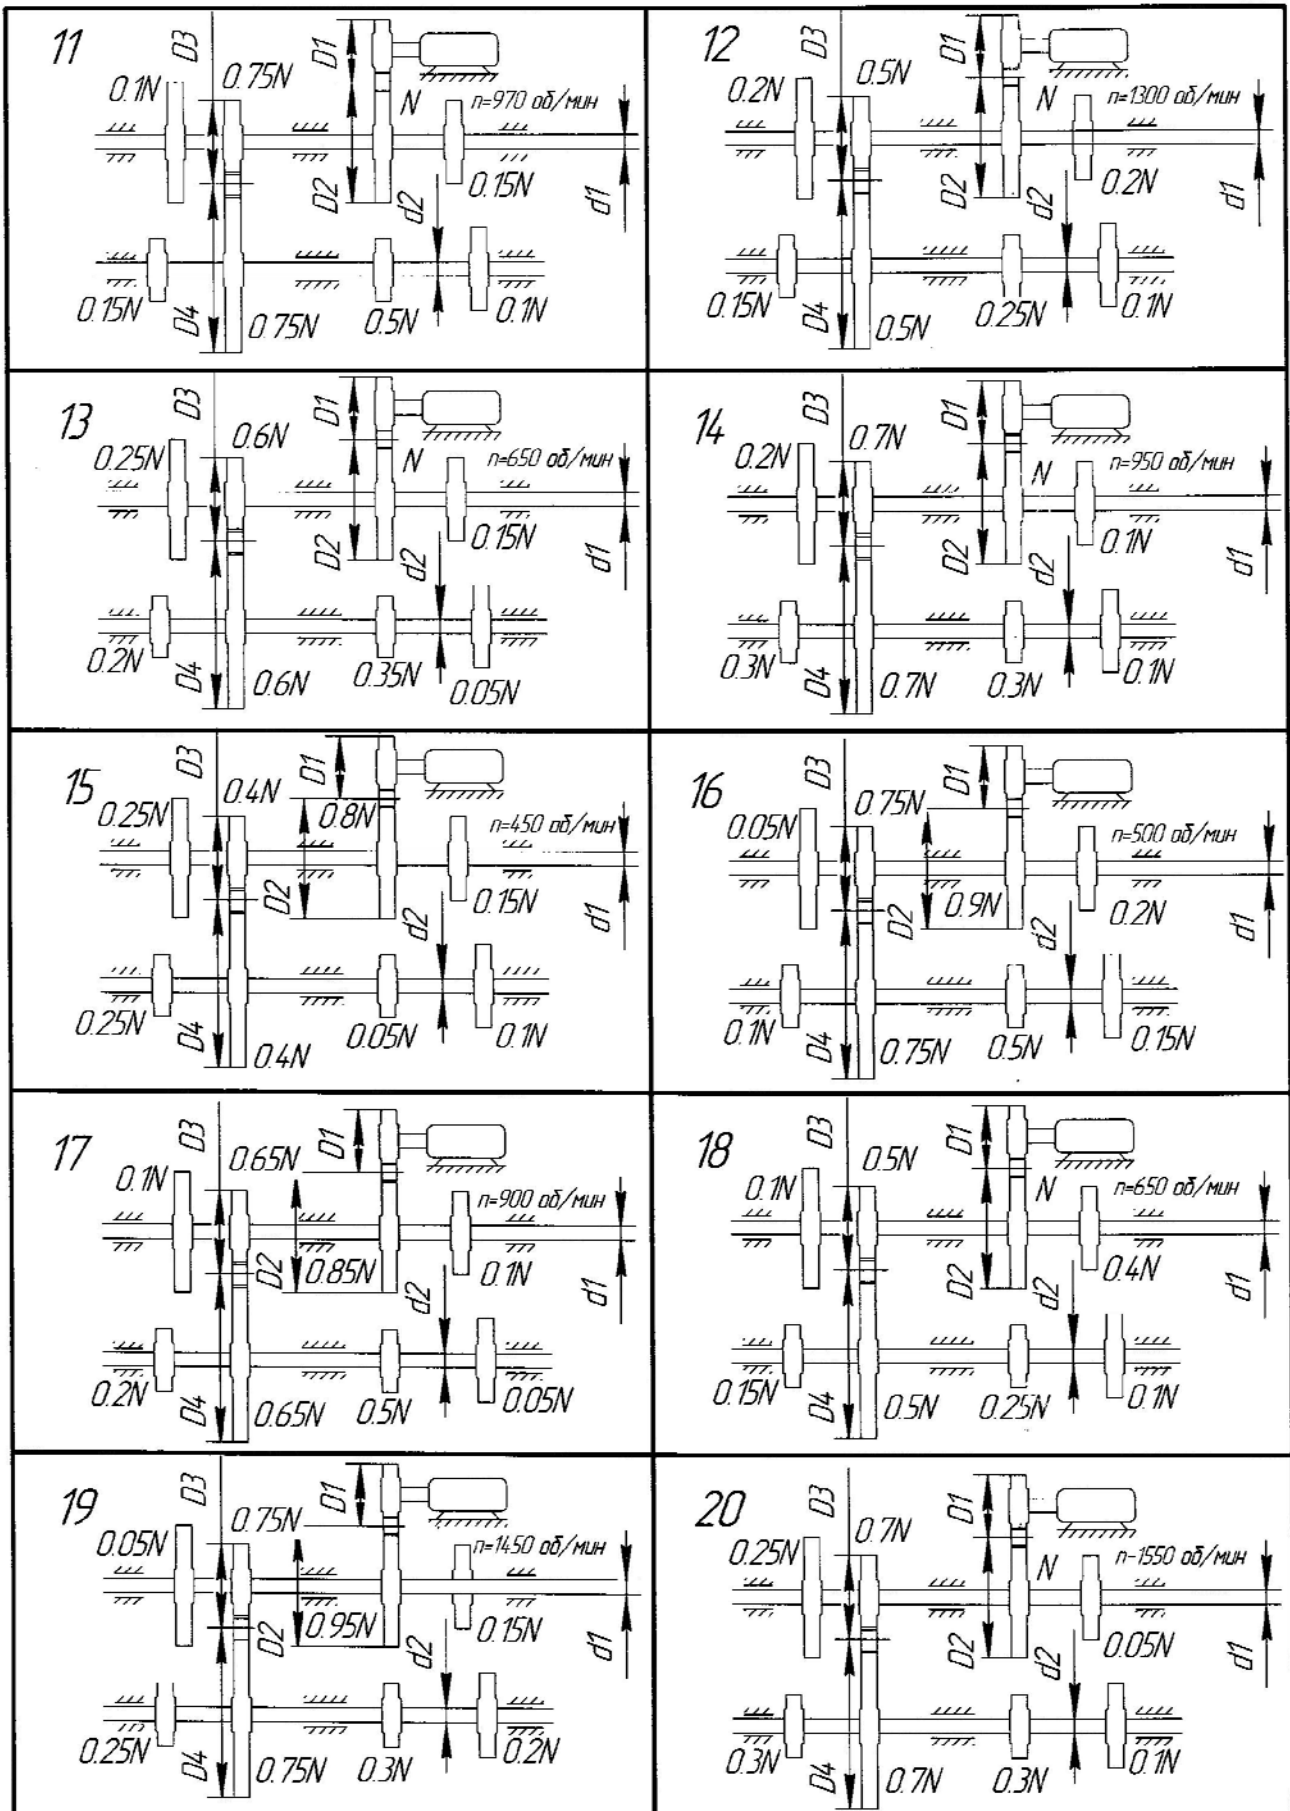 11
D3
D1
0.1N
0.75N
N
n=970 об/мин
D2
d2
0.15N
d1
0.15N
D4
0.75N
0.5N
0.1N
12
D3
D1
0.2N
0.5N
N
n=1300 об/мин
D2
d2
0.2N
d1
0.15N
D4
0.5N
0.25N
0.1N
13
D3
D1
0.25N
0.6N
N
n=650 об/мин
D2
d2
0.15N
d1
0.2N
D4
0.6N
0.35N
0.05N
14
D3
D1
0.2N
0.7N
N
n=950 об/мин
D2
d2
0.1N
d1
0.3N
D4
0.7N
0.3N
0.1N
15
D3
D1
0.25N
0.4N
0.8N
n=450 об/мин
D2
d2
0.15N
d1
0.25N
D4
0.4N
0.05N
0.1N
16
D3
D1
0.05N
0.75N
n=500 об/мин
D2
0.9N
d2
0.2N
d1
0.1N
D4
0.75N
0.5N
0.15N
17
D3
D1
0.1N
0.65N
n=900 об/мин
D2
0.85N
d2
0.1N
d1
0.2N
D4
0.65N
0.5N
0.05N
18
D3
D1
0.1N
0.5N
N
n=650 об/мин
D2
d2
0.4N
d1
0.15N
D4
0.5N
0.25N
0.1N
19
D3
D1
0.05N
0.75N
n=1450 об/мин
D2
0.95N
d2
0.15N
d1
0.25N
D4
0.75N
0.3N
0.2N
20
D3
D1
0.25N
0.7N
N
n-1550 об/мин
D2
d2
0.05N
d1
0.3N
D4
0.7N
0.3N
0.1N